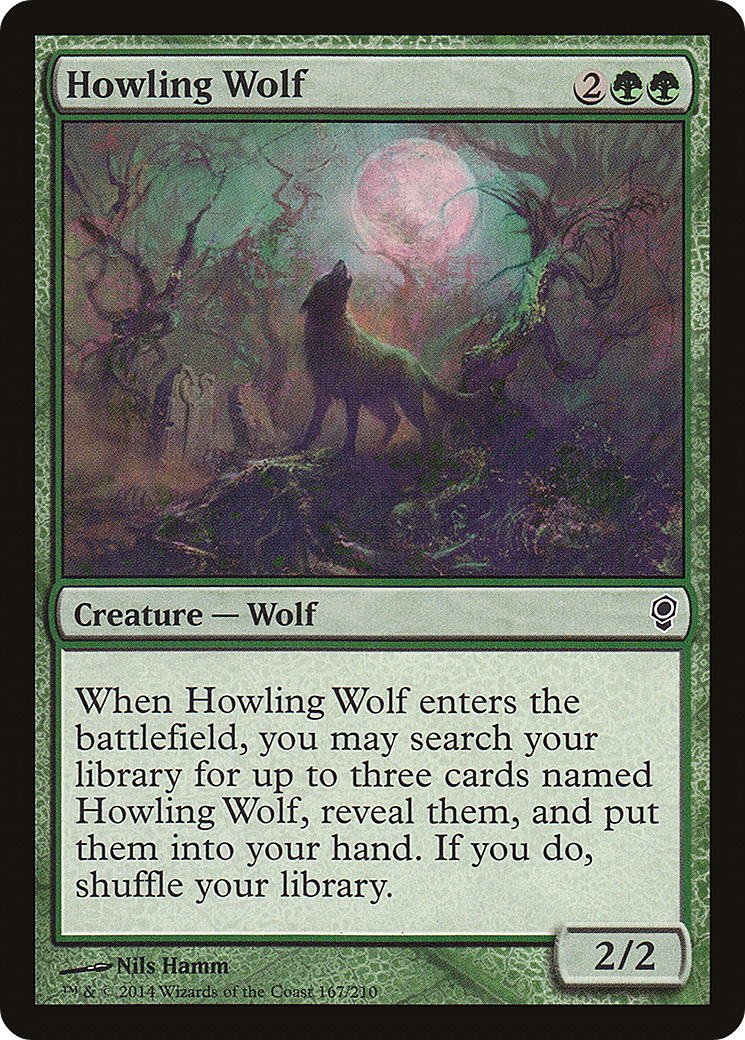 Howling Wolf 2
Creature — Wolf
When Howling Wolf enters the
battlefield, you may search your
library for up to three cards named
Howling Wolf, reveal them, and put
them into your hand. If you do,
shuffle your library.
2/2
Nils Hamm
™ & © 2014 Wizards of the Coast 167/210